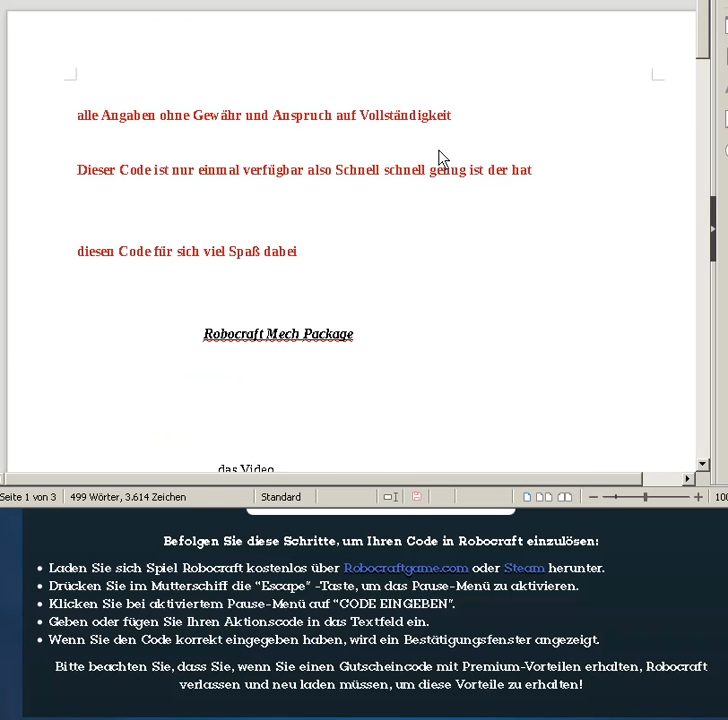 alle Angaben ohne Gewähr und Anspruch auf Vollständigkeit
Dieser Code ist nur einmal verfügbar also Schnell schnell genug ist der hat
diesen Code für sich viel Spaß dabei
Robocraft Mech Package
das Video
Seite 1 von 3 499 Wörter, 3.614 Zeichen Standard 100
Befolgen Sie diese Schritte, um Ihren Code in Robocraft einzulösen:
• Laden Sie sich Spiel Robocraft kostenlos über Robocraftgame.com oder Steam herunter.
• Drücken Sie im Mutterschiff die “Escape” -Taste, um das Pause-Menü zu aktivieren.
• Klicken Sie bei aktiviertem Pause-Menü auf “CODE EINGEBEN”.
• Geben oder fügen Sie Ihren Aktionscode in das Textfeld ein.
• Wenn Sie den Code korrekt eingegeben haben, wird ein Bestätigungsfenster angezeigt.
Bitte beachten Sie, dass Sie, wenn Sie einen Gutscheincode mit Premium-Vorteilen erhalten, Robocraft
verlassen und neu laden müssen, um diese Vorteile zu erhalten!